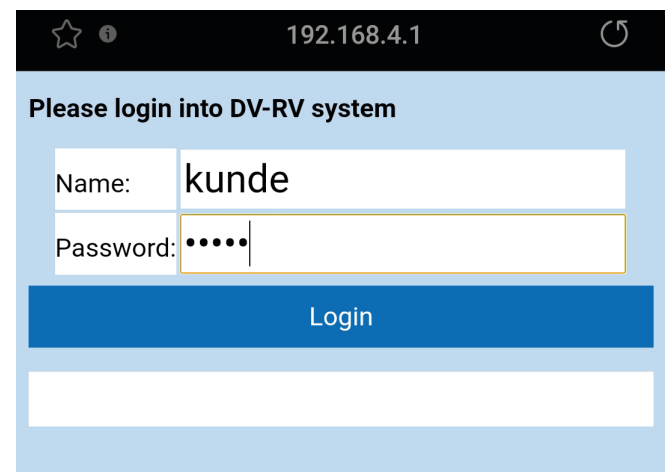 192.168.4.1
Please login into DV-RV system
Name: kunde
Password: •••••
Login